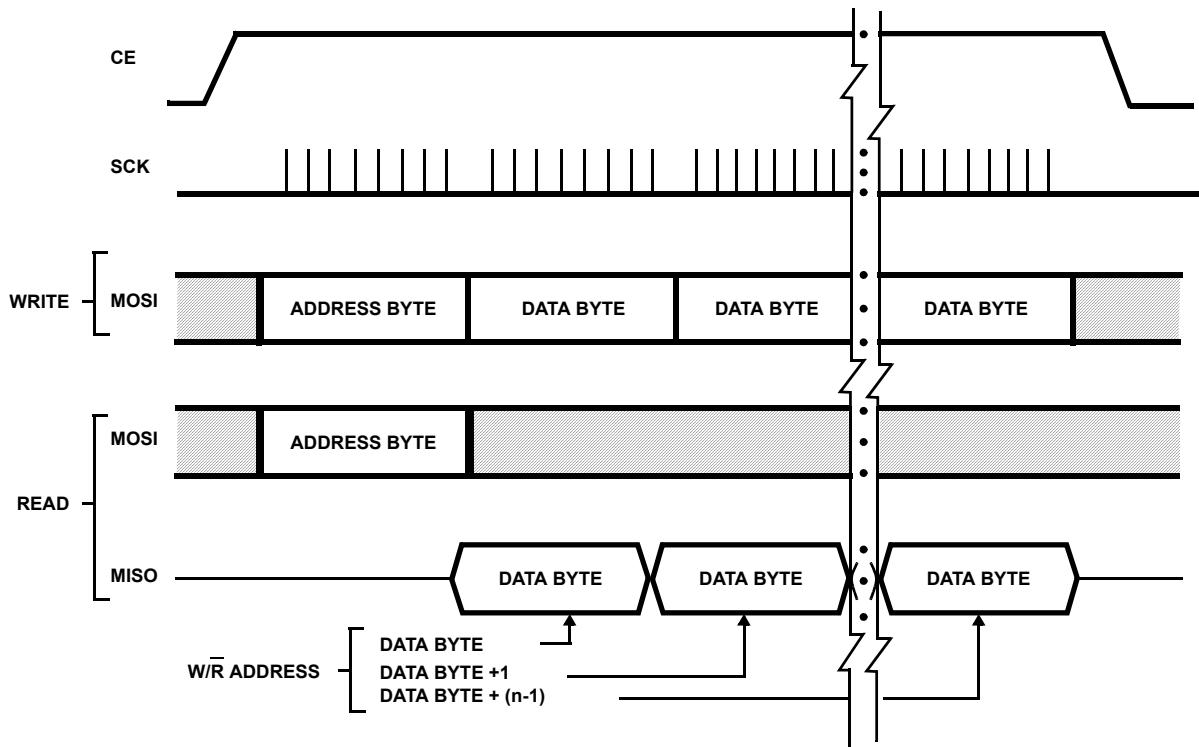 CE
SCK
WRITE
MOSI
ADDRESS BYTE
DATA BYTE
DATA BYTE
DATA BYTE
READ
MOSI
ADDRESS BYTE
MISO
DATA BYTE
DATA BYTE
DATA BYTE
W/R̅ ADDRESS
DATA BYTE
DATA BYTE +1
DATA BYTE + (n-1)